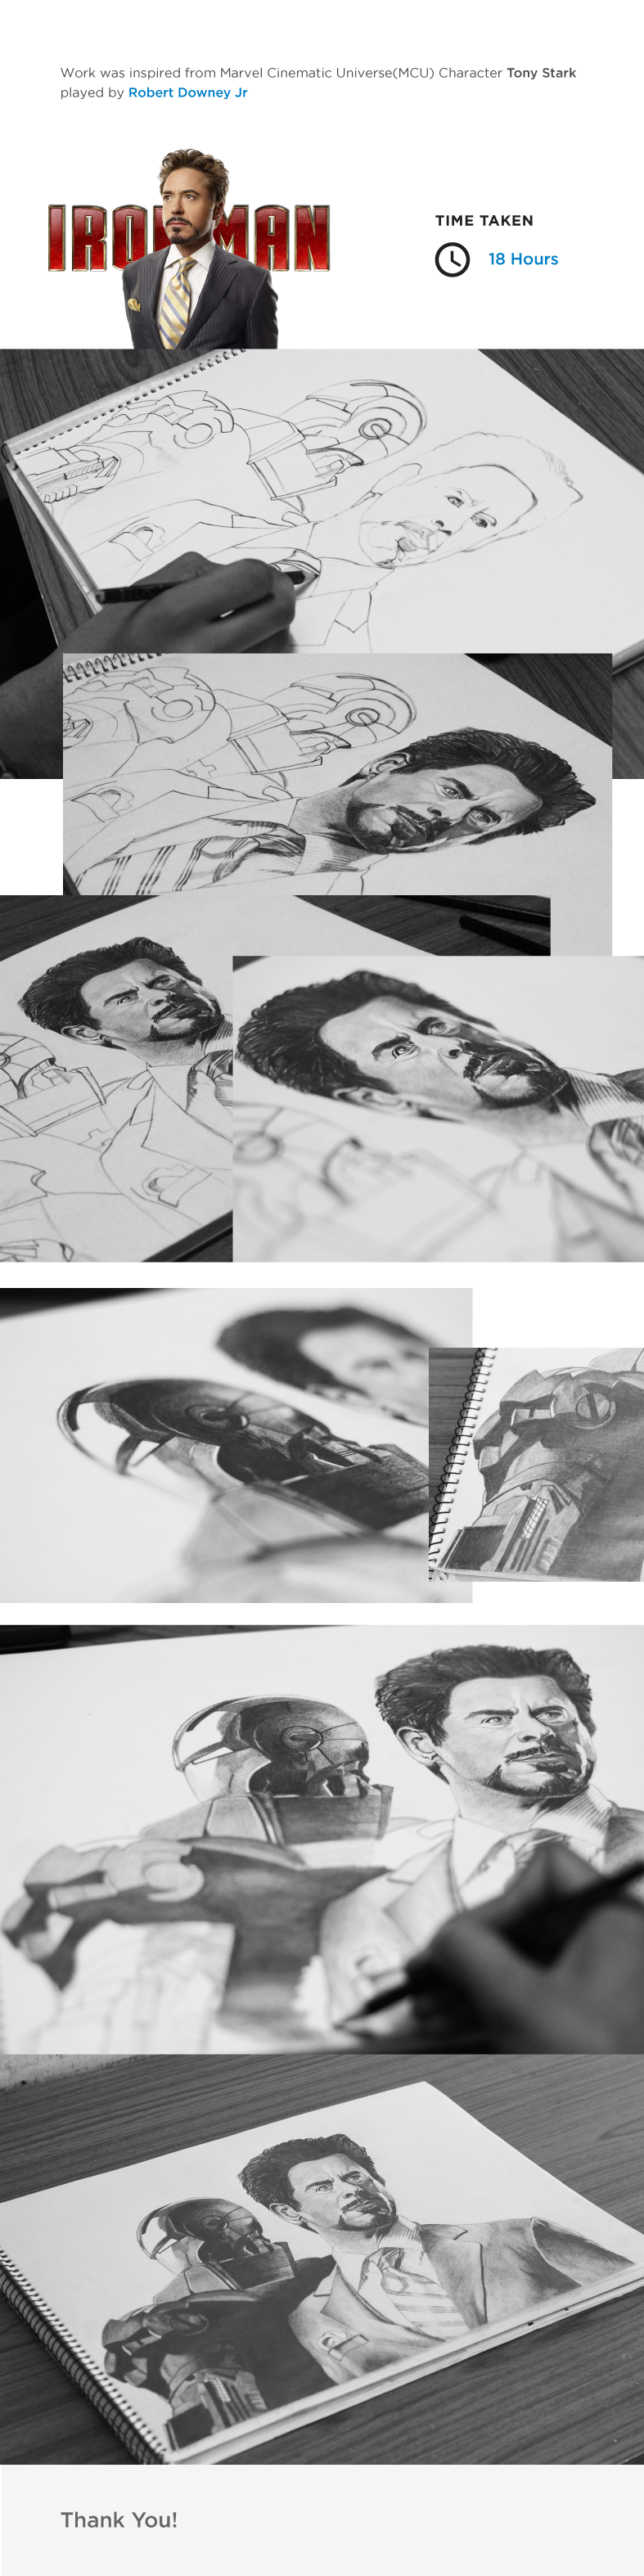 Work was inspired from Marvel Cinematic Universe(MCU) Character Tony Stark
played by Robert Downey Jr
IRON MAN
TIME TAKEN
18 Hours
Thank You!